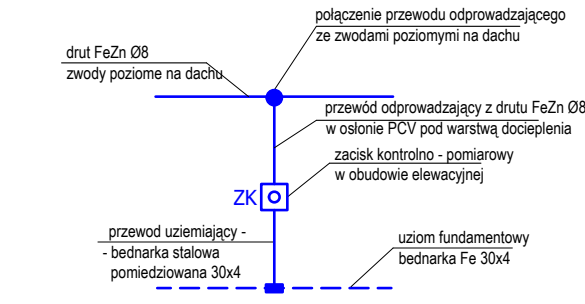 połączenie przewodu odprowadzającego
ze zwodami poziomymi na dachu
drut FeZn Ø8
zwody poziome na dachu
przewód odprowadzający z drutu FeZn Ø8
w osłonie PCV pod warstwą docieplenia
zacisk kontrolno - pomiarowy
w obudowie elewacyjnej
ZK
przewod uziemiający -
- bednarka stalowa
pomiedziowana 30x4
uziom fundamentowy
bednarka Fe 30x4